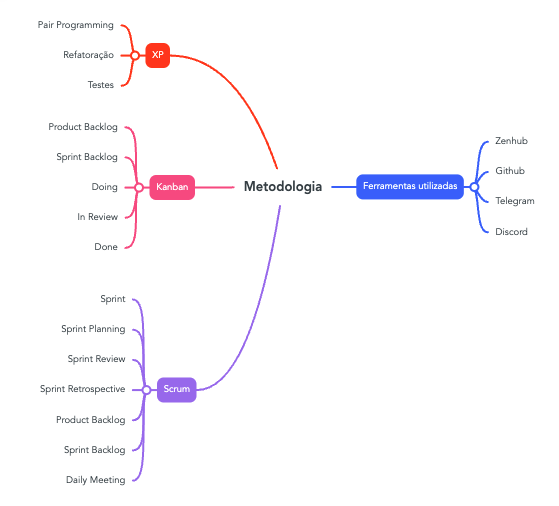 Pair Programming
Refatoração
Testes
XP
Product Backlog
Sprint Backlog
Doing
In Review
Done
Kanban
Metodologia
Ferramentas utilizadas
Zenhub
Github
Telegram
Discord
Sprint
Sprint Planning
Sprint Review
Sprint Retrospective
Product Backlog
Sprint Backlog
Daily Meeting
Scrum